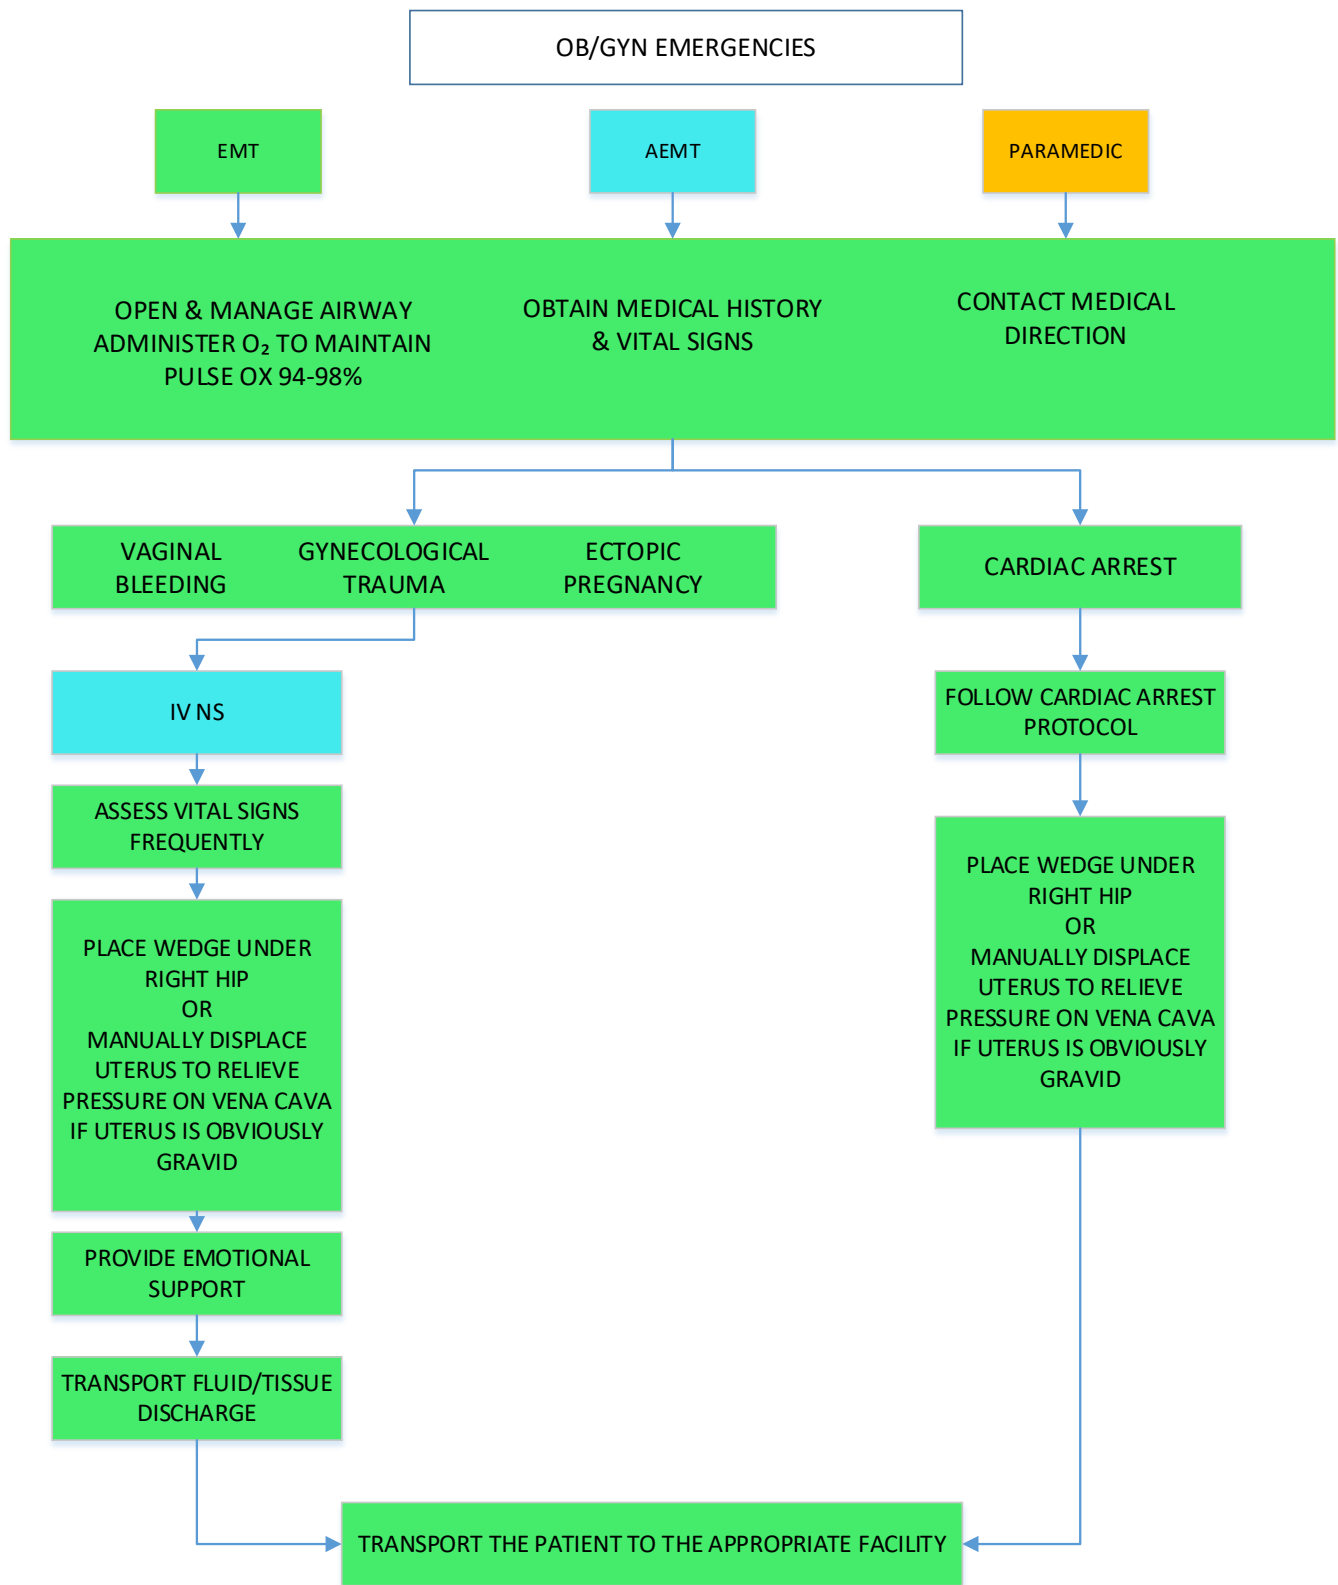 OB/GYN EMERGENCIES
EMT
AEMT
PARAMEDIC
OPEN & MANAGE AIRWAY
ADMINISTER O₂ TO MAINTAIN
PULSE OX 94-98%
OBTAIN MEDICAL HISTORY
& VITAL SIGNS
CONTACT MEDICAL
DIRECTION
VAGINAL
BLEEDING
GYNECOLOGICAL
TRAUMA
ECTOPIC
PREGNANCY
CARDIAC ARREST
IV NS
FOLLOW CARDIAC ARREST
PROTOCOL
ASSESS VITAL SIGNS
FREQUENTLY
PLACE WEDGE UNDER
RIGHT HIP
OR
MANUALLY DISPLACE
UTERUS TO RELIEVE
PRESSURE ON VENA CAVA
IF UTERUS IS OBVIOUSLY
GRAVID
PLACE WEDGE UNDER
RIGHT HIP
OR
MANUALLY DISPLACE
UTERUS TO RELIEVE
PRESSURE ON VENA CAVA
IF UTERUS IS OBVIOUSLY
GRAVID
PROVIDE EMOTIONAL
SUPPORT
TRANSPORT FLUID/TISSUE
DISCHARGE
TRANSPORT THE PATIENT TO THE APPROPRIATE FACILITY